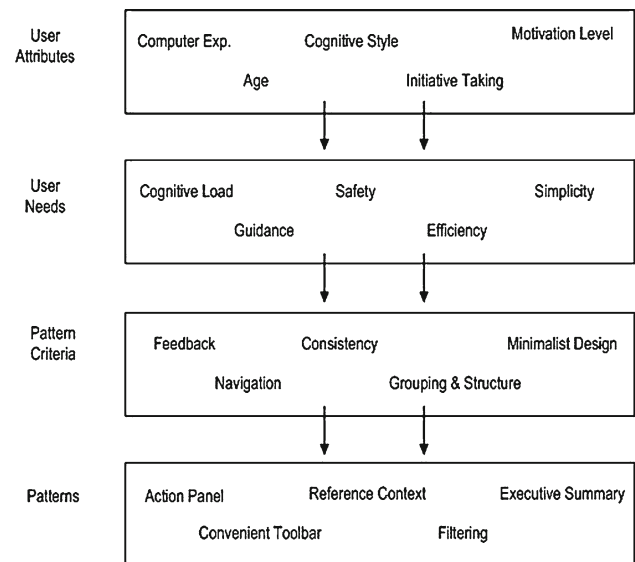 User
Attributes
Computer Exp.
Cognitive Style
Motivation Level
Age
Initiative Taking
User
Needs
Cognitive Load
Safety
Simplicity
Guidance
Efficiency
Pattern
Criteria
Feedback
Consistency
Minimalist Design
Navigation
Grouping & Structure
Patterns
Action Panel
Reference Context
Executive Summary
Convenient Toolbar
Filtering